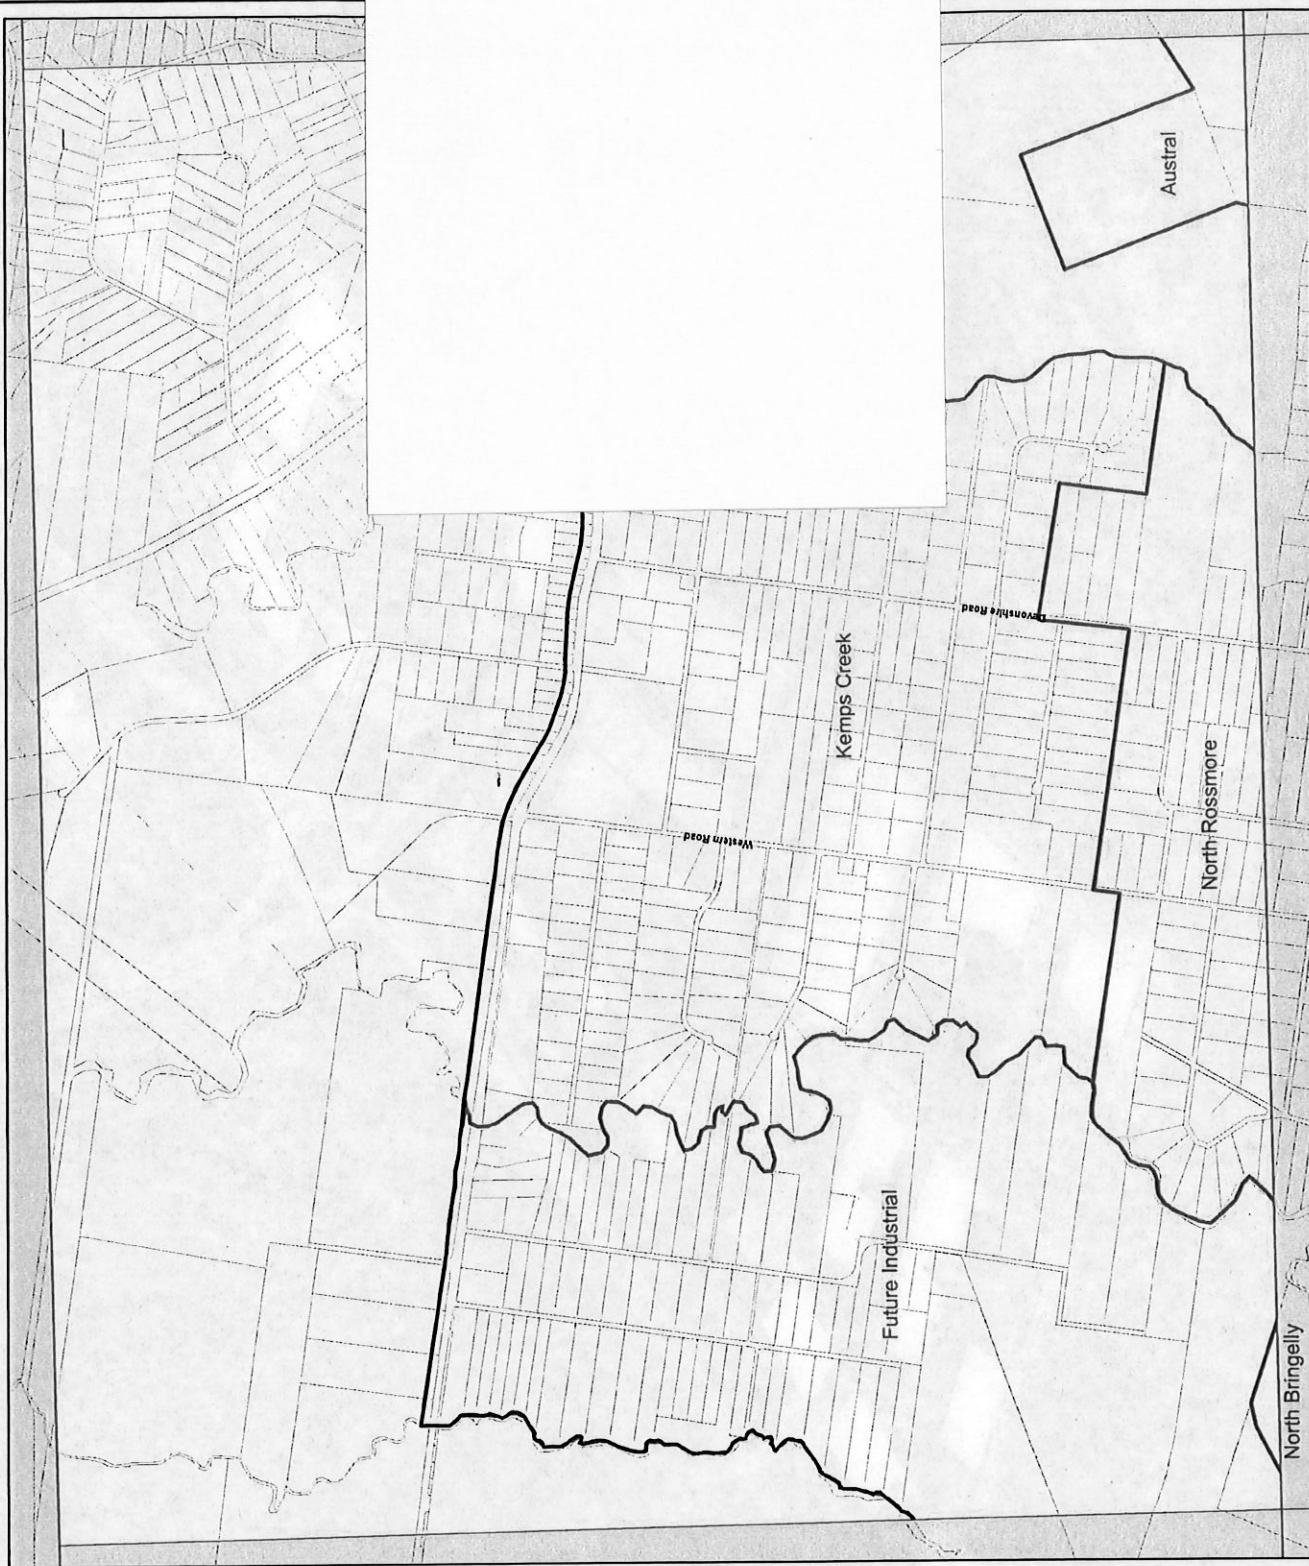 Austral
Devonshire Road
Kemps Creek
North Rossmore
Western Road
Future Industrial
North Bringelly